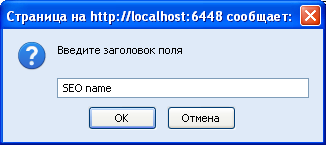 Страница на http://localhost:6448 сообщает:
Введите заголовок поля
SEO name
OK
Отмена